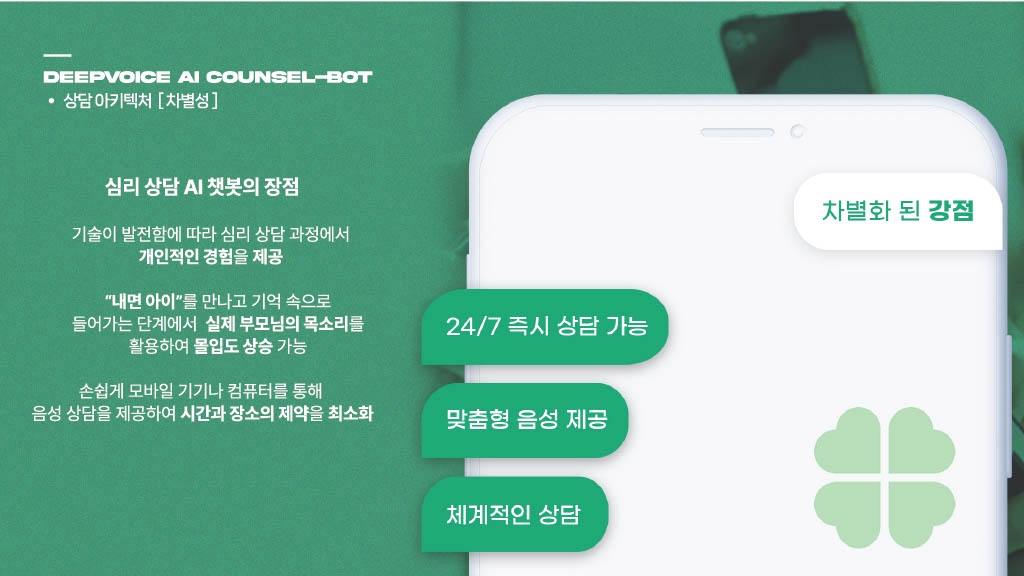 DEEPVOICE AI COUNSEL-BOT
• 상담 아키텍처 [ 차별성 ]
심리 상담 AI 챗봇의 장점
기술이 발전함에 따라 심리 상담 과정에서
개인적인 경험을 제공
“내면 아이”를 만나고 기억 속으로
들어가는 단계에서 실제 부모님의 목소리를
활용하여 몰입도 상승 가능
손쉽게 모바일 기기나 컴퓨터를 통해
음성 상담을 제공하여 시간과 장소의 제약을 최소화
차별화 된 강점
24/7 즉시 상담 가능
맞춤형 음성 제공
체계적인 상담